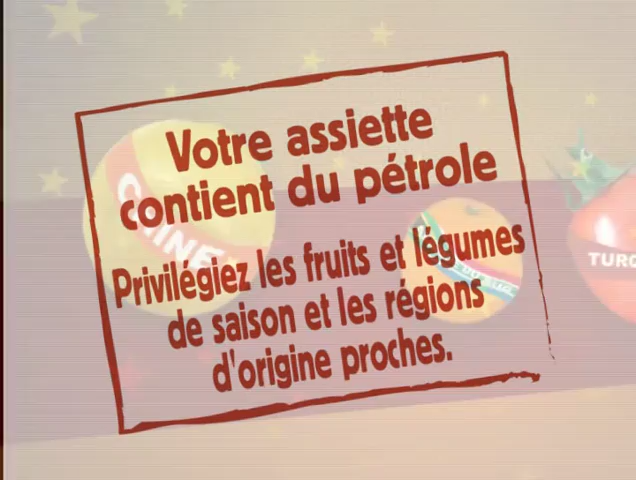 Votre assiette
contient du pétrole
Privilégiez les fruits et légumes
de saison et les régions
d'origine proches.
CHINE
TURQ